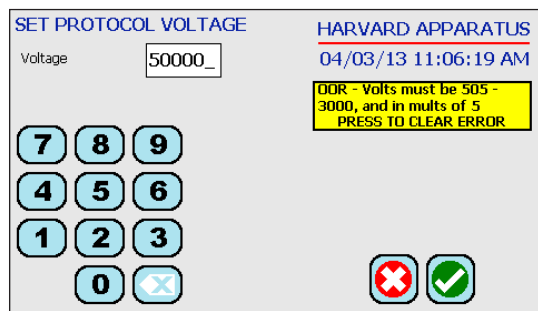 SET PROTOCOL VOLTAGE
HARVARD APPARATUS
Voltage
50000_
04/03/13 11:06:19 AM
OOR - Volts must be 505 -
3000, and in mults of 5
PRESS TO CLEAR ERROR
7 8 9
4 5 6
1 2 3
0